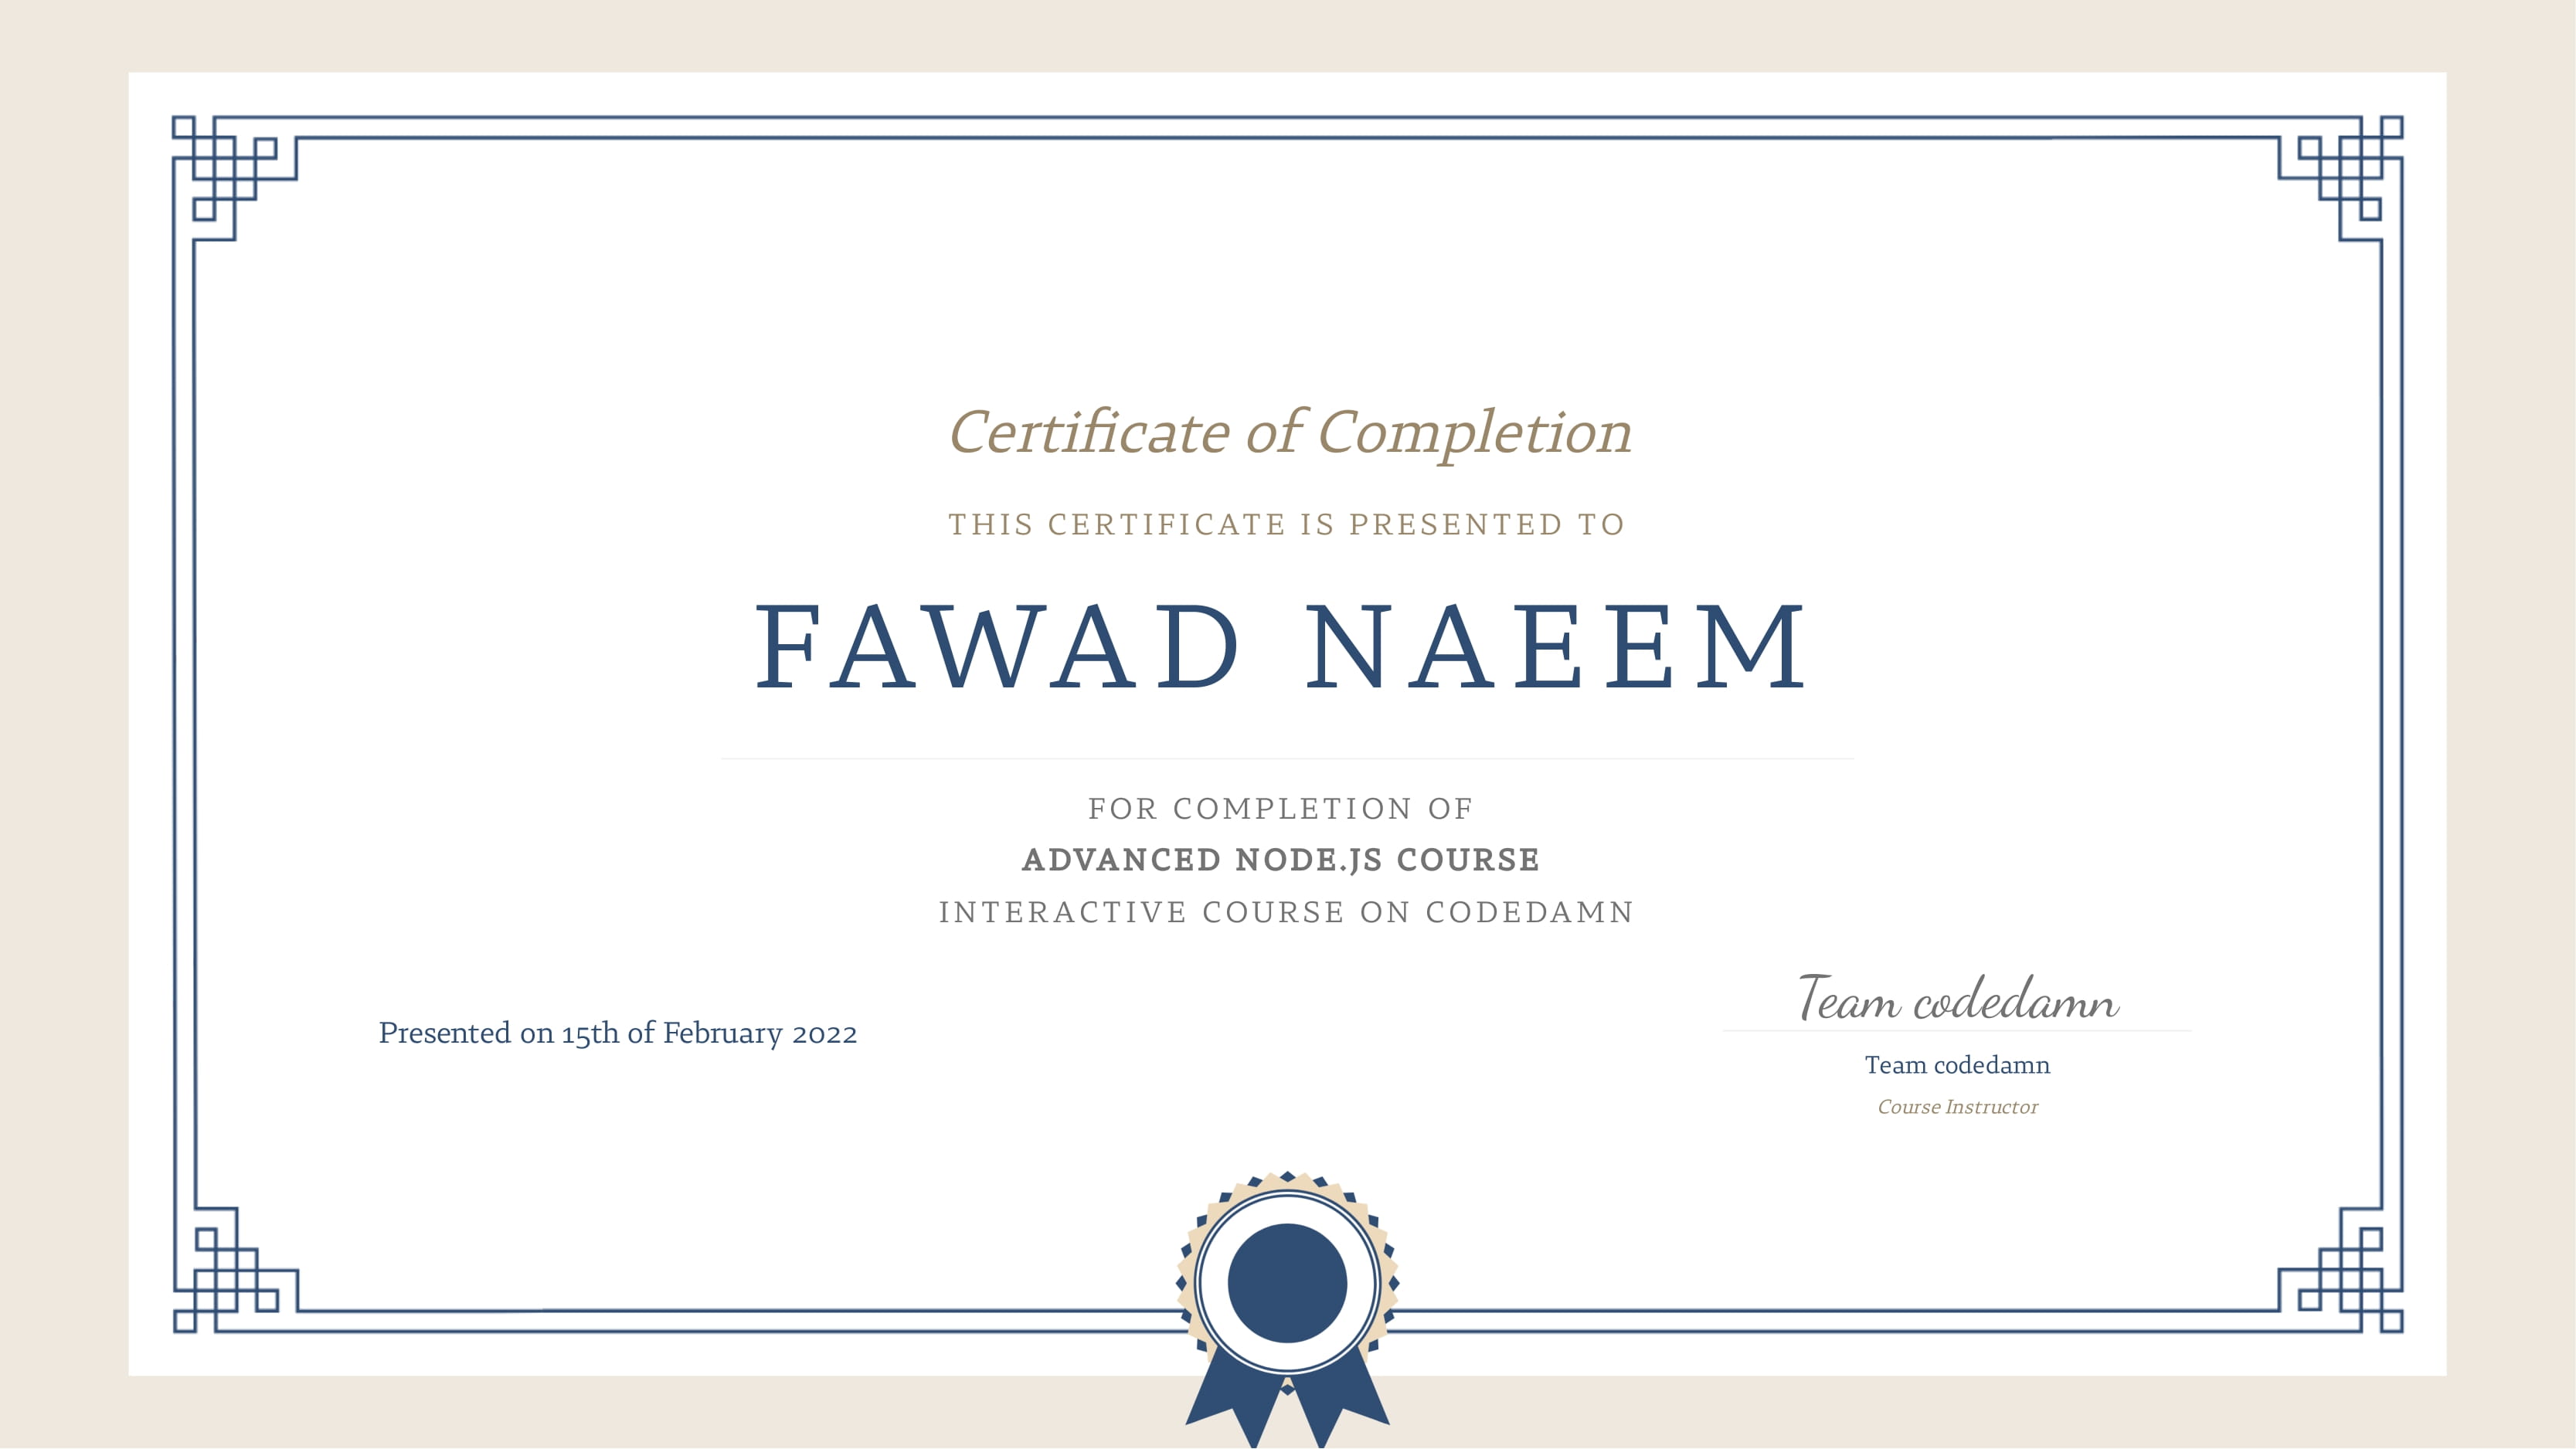 Certificate of Completion
THIS CERTIFICATE IS PRESENTED TO
FAWAD NAEEM
FOR COMPLETION OF
ADVANCED NODE.JS COURSE
INTERACTIVE COURSE ON CODEDAMN
Presented on 15th of February 2022
Team codedamn
Team codedamn
Course Instructor